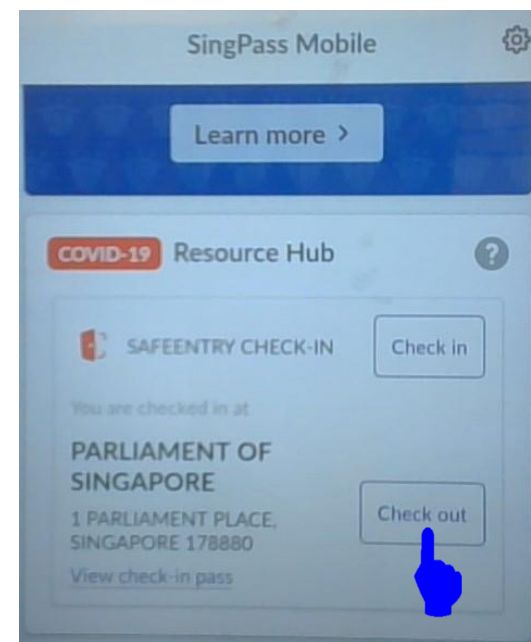 SingPass Mobile
Learn more >
COVID-19 Resource Hub
?
SAFEENTRY CHECK-IN
Check in
You are checked in at
PARLIAMENT OF
SINGAPORE
1 PARLIAMENT PLACE,
SINGAPORE 178880
Check out
View check-in pass